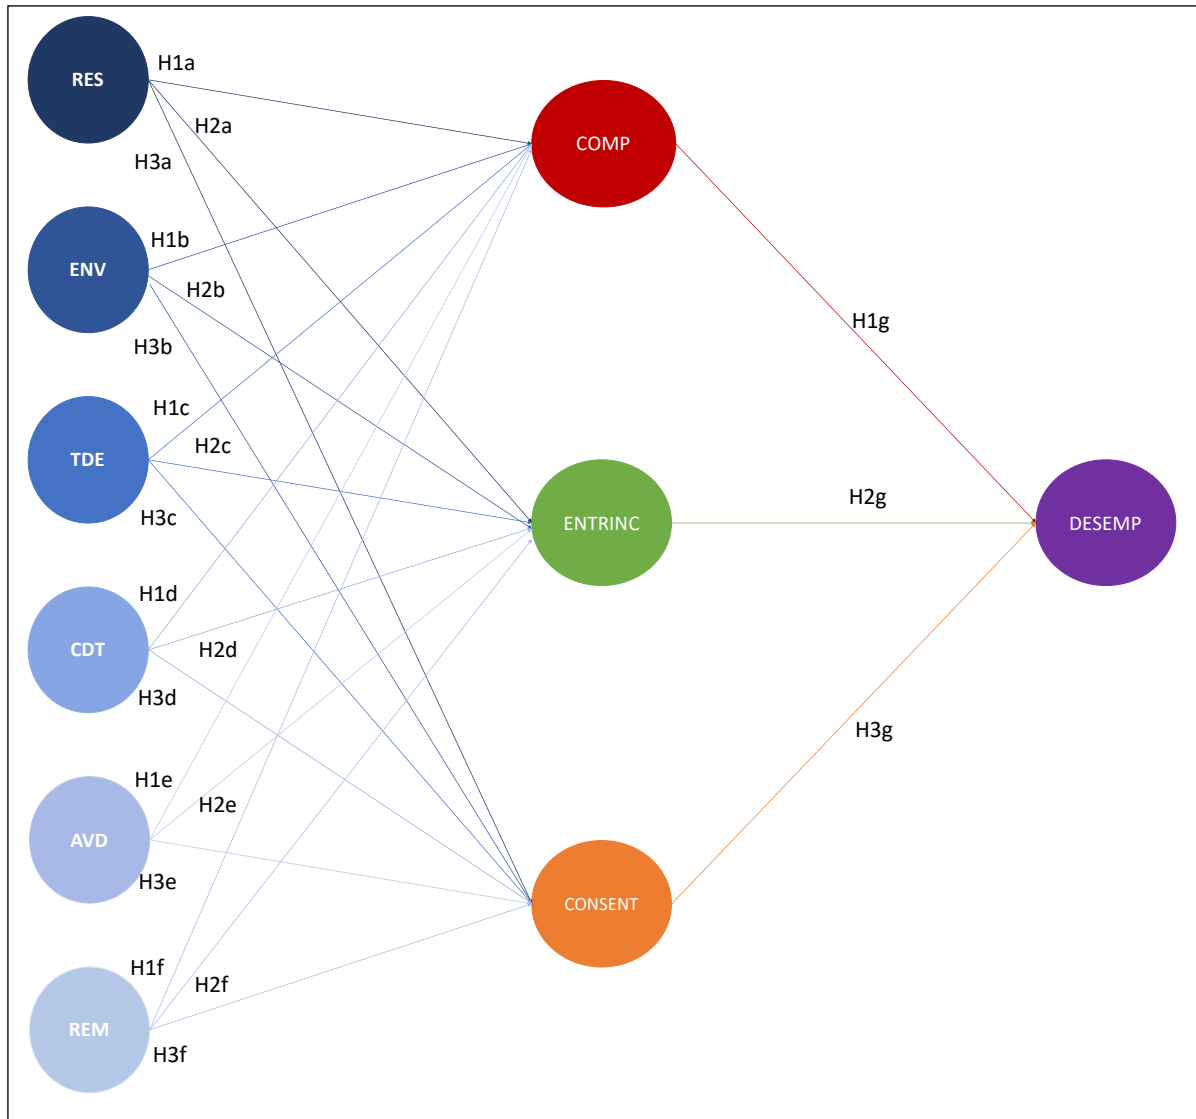 H1a
RES
H2a
COMP
H3a
H1b
ENV
H2b
H3b
H1g
H1c
H2c
TDE
H2g
H3c
ENTRINC
DESEMP
H1d
CDT
H2d
H3d
H3g
H1e
H2e
AVD
H3e
CONSENT
H1f
H2f
REM
H3f